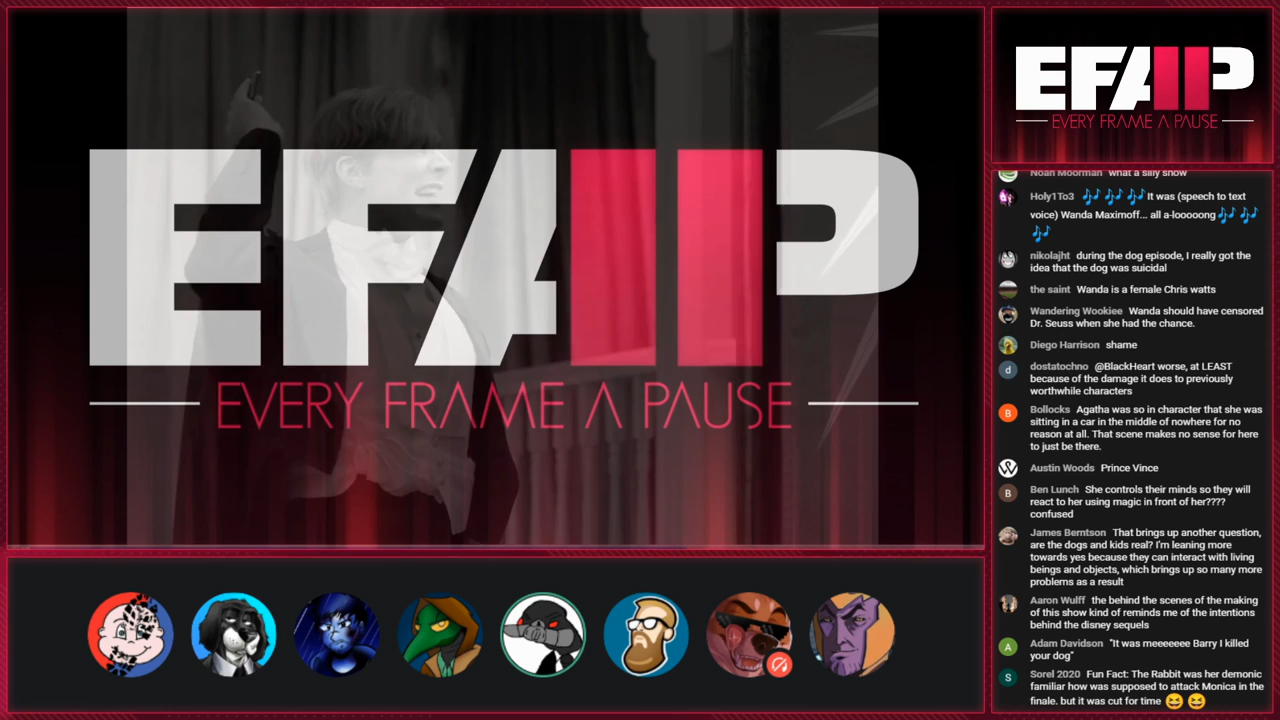 EFAP
EVERY FRAME A PAUSE
EFAP
EVERY FRAME A PAUSE
Noah Moorman what a silly show
Holy1To3 🎶 🎶 🎶 It was (speech to text
voice) Wanda Maximoff... all a-looooong 🎶 🎶
🎶
nikolajht during the dog episode, I really got the
idea that the dog was suicidal
the saint Wanda is a female Chris watts
Wandering Wookiee Wanda should have censored
Dr. Seuss when she had the chance.
Diego Harrison shame
d
dostatochno @BlackHeart worse, at LEAST
because of the damage it does to previously
worthwhile characters
B
Bollocks Agatha was so in character that she was
sitting in a car in the middle of nowhere for no
reason at all. That scene makes no sense for here
to just be there.
W
Austin Woods Prince Vince
B
Ben Lunch She controls their minds so they will
react to her using magic in front of her????
confused
James Berntson That brings up another question,
are the dogs and kids real? I'm leaning more
towards yes because they can interact with living
beings and objects, which brings up so many more
problems as a result
Aaron Wulff the behind the scenes of the making
of this show kind of reminds me of the intentions
behind the disney sequels
A
Adam Davidson "It was meeeeeee Barry I killed
your dog"
S
Sorel 2020 Fun Fact: The Rabbit was her demonic
familiar how was supposed to attack Monica in the
finale. but it was cut for time 😆 😆